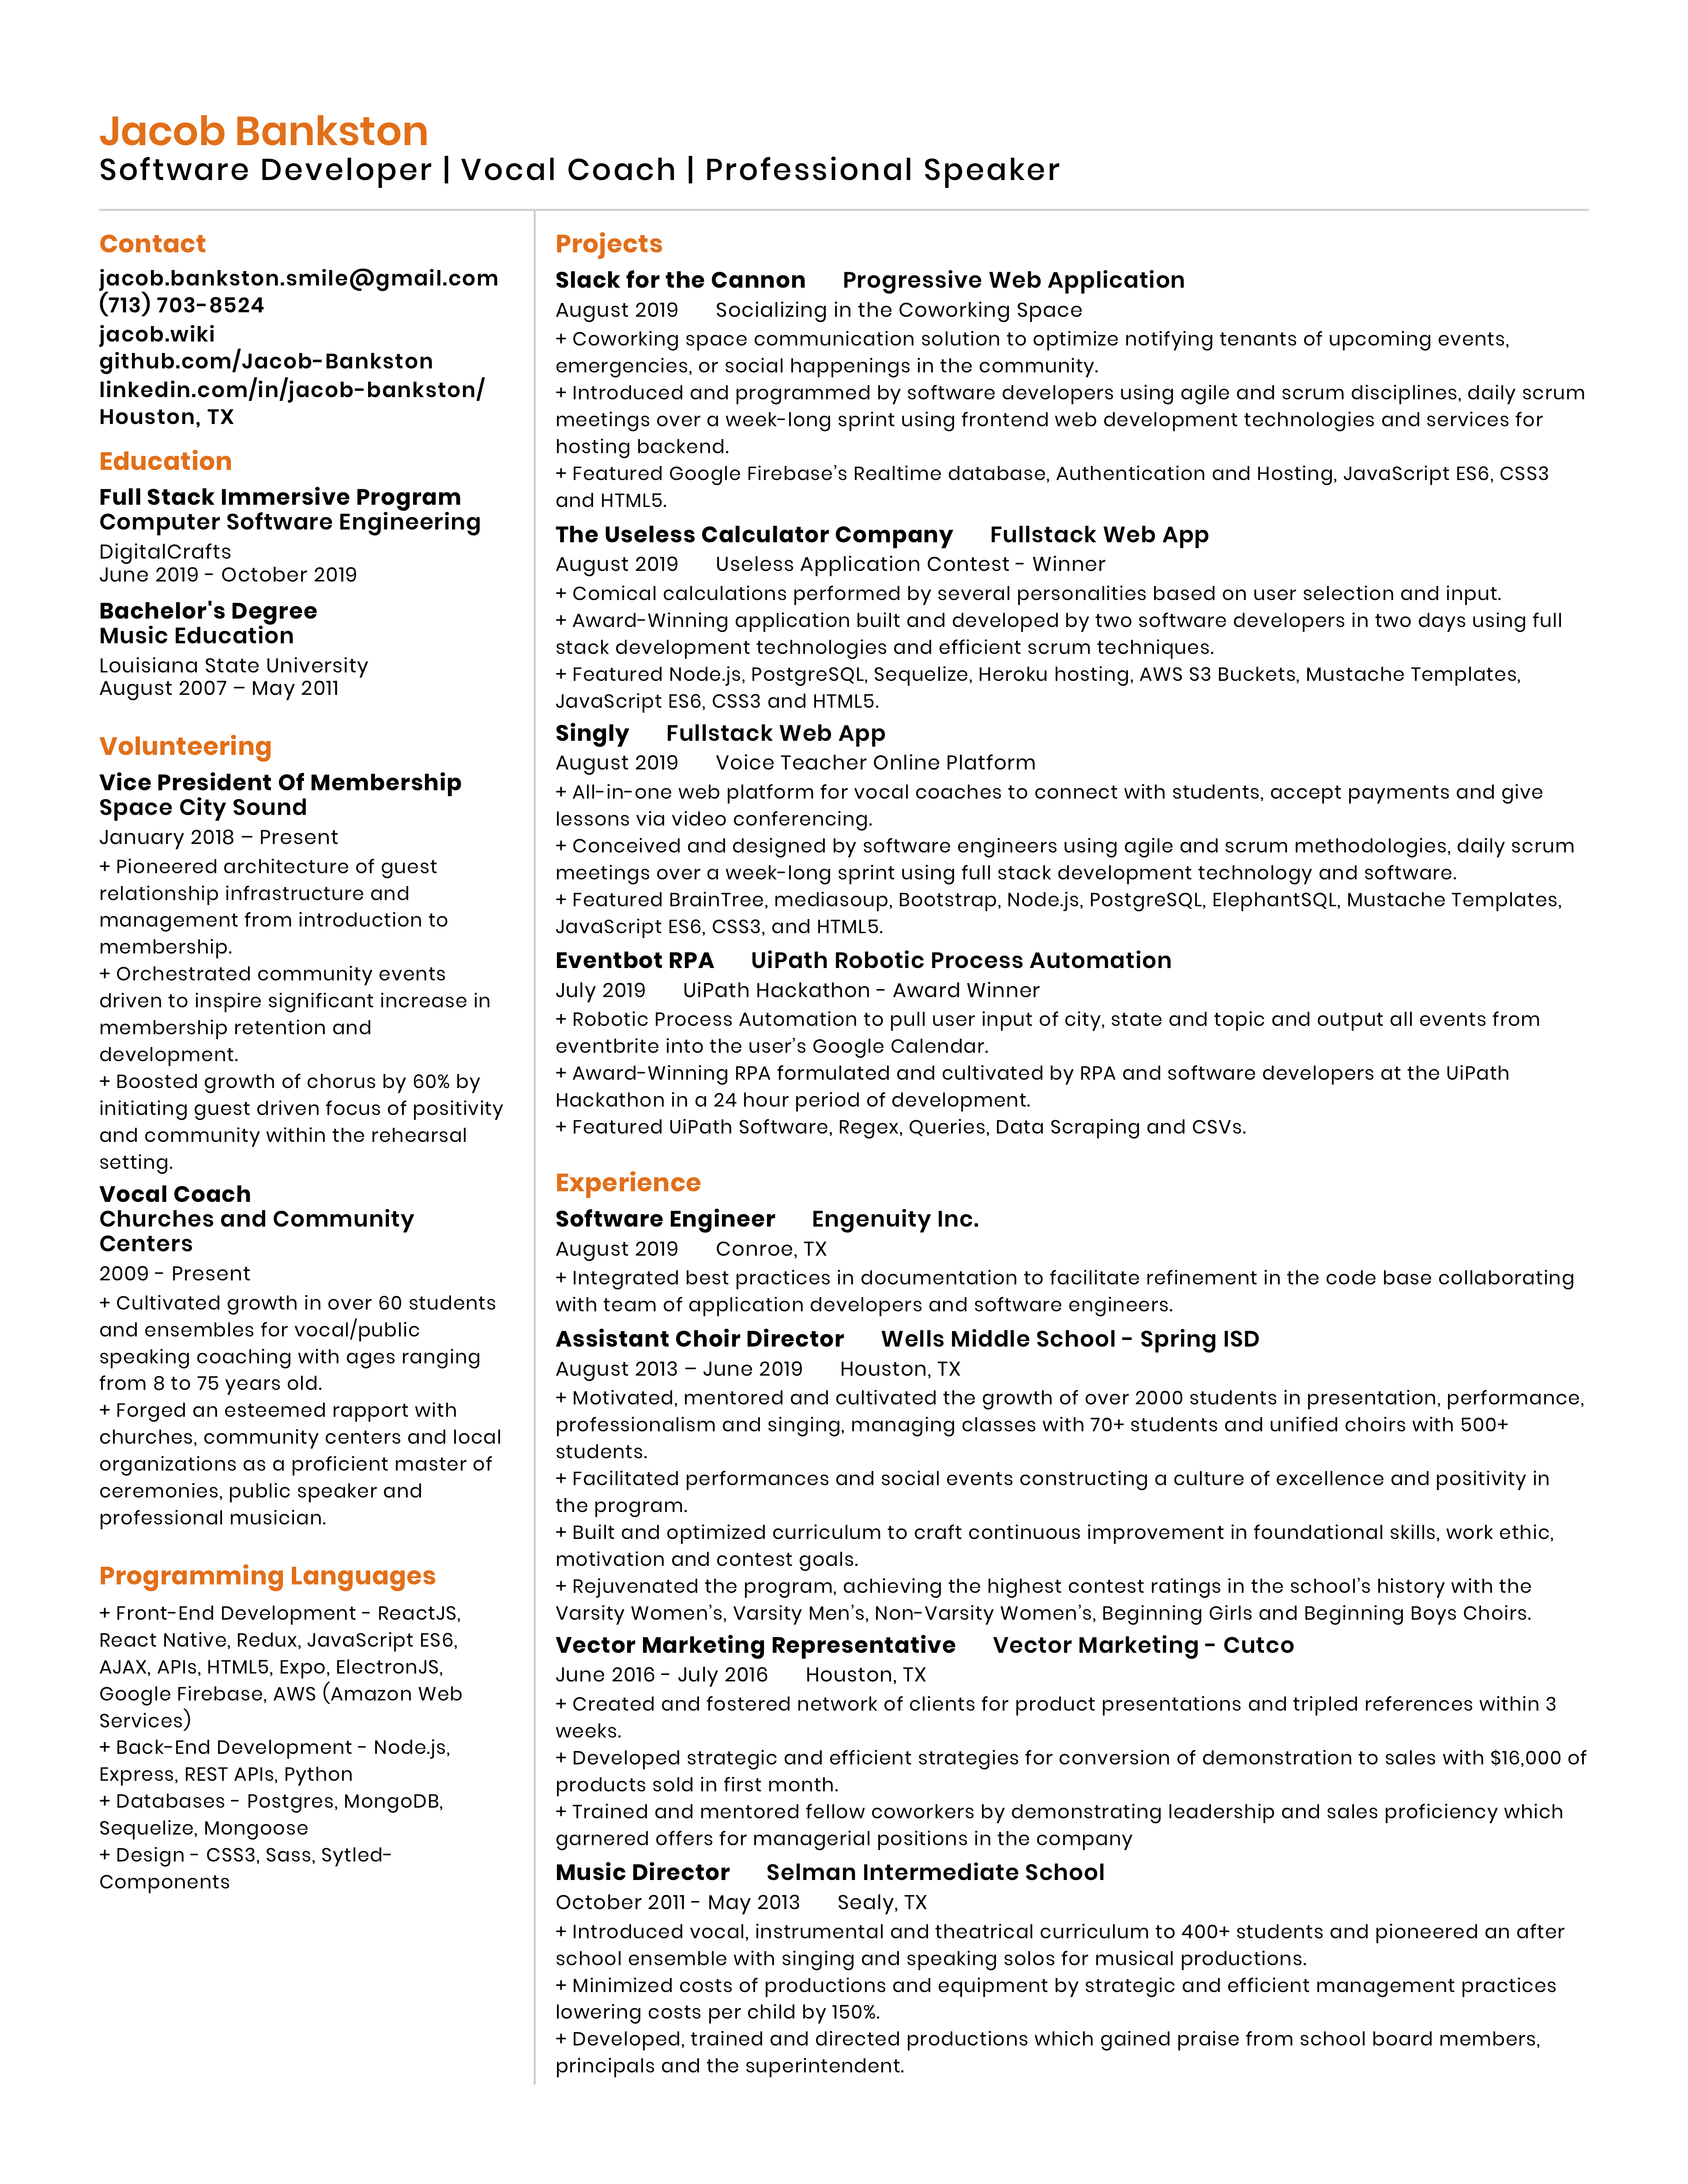 Jacob Bankston
Software Developer | Vocal Coach | Professional Speaker
Contact
jacob.bankston.smile@gmail.com
(713) 703-8524
jacob.wiki
github.com/Jacob-Bankston
linkedin.com/in/jacob-bankston/
Houston, TX
Education
Full Stack Immersive Program
Computer Software Engineering
DigitalCrafts
June 2019 - October 2019
Bachelor's Degree
Music Education
Louisiana State University
August 2007 – May 2011
Volunteering
Vice President Of Membership
Space City Sound
January 2018 – Present
+ Pioneered architecture of guest
relationship infrastructure and
management from introduction to
membership.
+ Orchestrated community events
driven to inspire significant increase in
membership retention and
development.
+ Boosted growth of chorus by 60% by
initiating guest driven focus of positivity
and community within the rehearsal
setting.
Vocal Coach
Churches and Community
Centers
2009 - Present
+ Cultivated growth in over 60 students
and ensembles for vocal/public
speaking coaching with ages ranging
from 8 to 75 years old.
+ Forged an esteemed rapport with
churches, community centers and local
organizations as a proficient master of
ceremonies, public speaker and
professional musician.
Programming Languages
+ Front-End Development - ReactJS,
React Native, Redux, JavaScript ES6,
AJAX, APIs, HTML5, Expo, ElectronJS,
Google Firebase, AWS (Amazon Web
Services)
+ Back-End Development - Node.js,
Express, REST APIs, Python
+ Databases - Postgres, MongoDB,
Sequelize, Mongoose
+ Design - CSS3, Sass, Sytled-
Components
Projects
Slack for the Cannon Progressive Web Application
August 2019 Socializing in the Coworking Space
+ Coworking space communication solution to optimize notifying tenants of upcoming events,
emergencies, or social happenings in the community.
+ Introduced and programmed by software developers using agile and scrum disciplines, daily scrum
meetings over a week-long sprint using frontend web development technologies and services for
hosting backend.
+ Featured Google Firebase's Realtime database, Authentication and Hosting, JavaScript ES6, CSS3
and HTML5.
The Useless Calculator Company Fullstack Web App
August 2019 Useless Application Contest - Winner
+ Comical calculations performed by several personalities based on user selection and input.
+ Award-Winning application built and developed by two software developers in two days using full
stack development technologies and efficient scrum techniques.
+ Featured Node.js, PostgreSQL, Sequelize, Heroku hosting, AWS S3 Buckets, Mustache Templates,
JavaScript ES6, CSS3 and HTML5.
Singly Fullstack Web App
August 2019 Voice Teacher Online Platform
+ All-in-one web platform for vocal coaches to connect with students, accept payments and give
lessons via video conferencing.
+ Conceived and designed by software engineers using agile and scrum methodologies, daily scrum
meetings over a week-long sprint using full stack development technology and software.
+ Featured BrainTree, mediasoup, Bootstrap, Node.js, PostgreSQL, ElephantSQL, Mustache Templates,
JavaScript ES6, CSS3, and HTML5.
Eventbot RPA UiPath Robotic Process Automation
July 2019 UiPath Hackathon - Award Winner
+ Robotic Process Automation to pull user input of city, state and topic and output all events from
eventbrite into the user's Google Calendar.
+ Award-Winning RPA formulated and cultivated by RPA and software developers at the UiPath
Hackathon in a 24 hour period of development.
+ Featured UiPath Software, Regex, Queries, Data Scraping and CSVs.
Experience
Software Engineer Engenuity Inc.
August 2019 Conroe, TX
+ Integrated best practices in documentation to facilitate refinement in the code base collaborating
with team of application developers and software engineers.
Assistant Choir Director Wells Middle School - Spring ISD
August 2013 – June 2019 Houston, TX
+ Motivated, mentored and cultivated the growth of over 2000 students in presentation, performance,
professionalism and singing, managing classes with 70+ students and unified choirs with 500+
students.
+ Facilitated performances and social events constructing a culture of excellence and positivity in
the program.
+ Built and optimized curriculum to craft continuous improvement in foundational skills, work ethic,
motivation and contest goals.
+ Rejuvenated the program, achieving the highest contest ratings in the school's history with the
Varsity Women's, Varsity Men's, Non-Varsity Women's, Beginning Girls and Beginning Boys Choirs.
Vector Marketing Representative Vector Marketing - Cutco
June 2016 - July 2016 Houston, TX
+ Created and fostered network of clients for product presentations and tripled references within 3
weeks.
+ Developed strategic and efficient strategies for conversion of demonstration to sales with $16,000 of
products sold in first month.
+ Trained and mentored fellow coworkers by demonstrating leadership and sales proficiency which
garnered offers for managerial positions in the company
Music Director Selman Intermediate School
October 2011 - May 2013 Sealy, TX
+ Introduced vocal, instrumental and theatrical curriculum to 400+ students and pioneered an after
school ensemble with singing and speaking solos for musical productions.
+ Minimized costs of productions and equipment by strategic and efficient management practices
lowering costs per child by 150%.
+ Developed, trained and directed productions which gained praise from school board members,
principals and the superintendent.